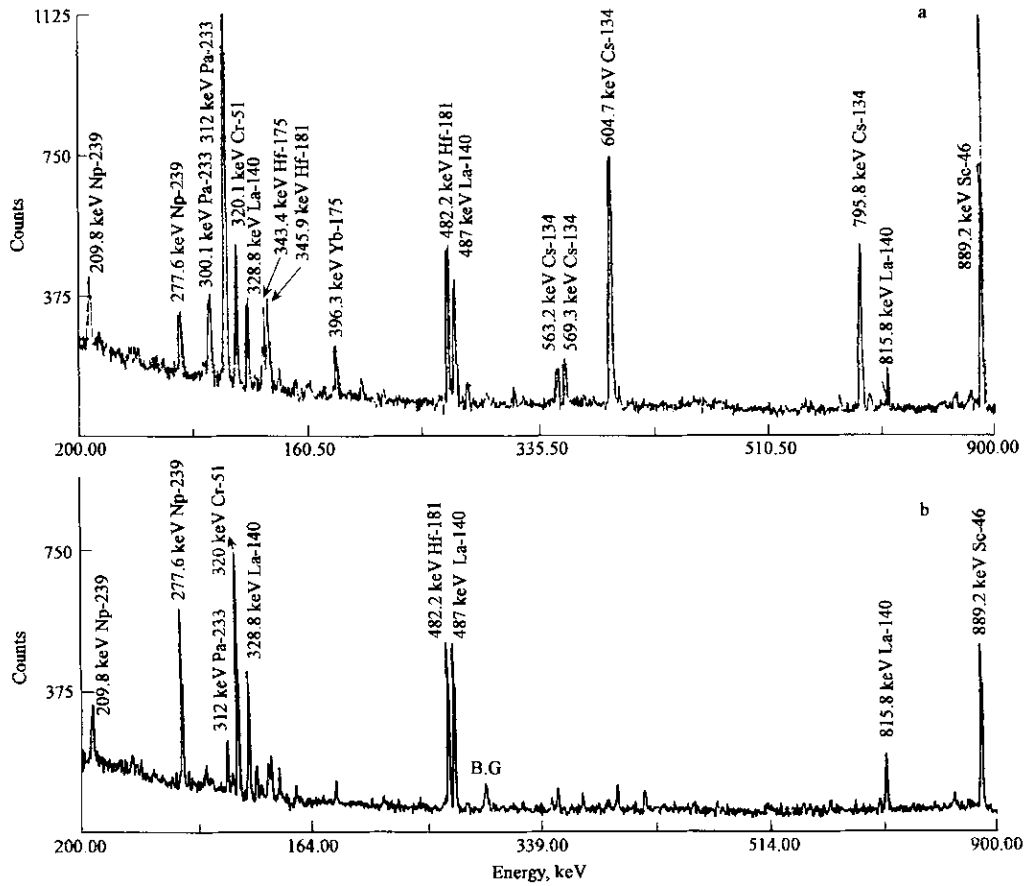 a
1125
750
375
Counts
209.8 keV Np-239
277.6 keV Np-239
300.1 keV Pa-233
312 keV Pa-233
320.1 keV Cr-51
328.8 keV La-140
343.4 keV Hf-175
345.9 keV Hf-181
396.3 keV Yb-175
482.2 keV Hf-181
487 keV La-140
563.2 keV Cs-134
569.3 keV Cs-134
604.7 keV Cs-134
795.8 keV Cs-134
815.8 keV La-140
889.2 keV Sc-46
200.00 160.50 335.50 510.50 900.00
b
750
375
Counts
209.8 keV Np-239
277.6 keV Np-239
312 keV Pa-233
320 keV Cr-51
328.8 keV La-140
482.2 keV Hf-181
487 keV La-140
B.G
815.8 keV La-140
889.2 keV Sc-46
200.00 164.00 339.00 514.00 900.00
Energy, keV